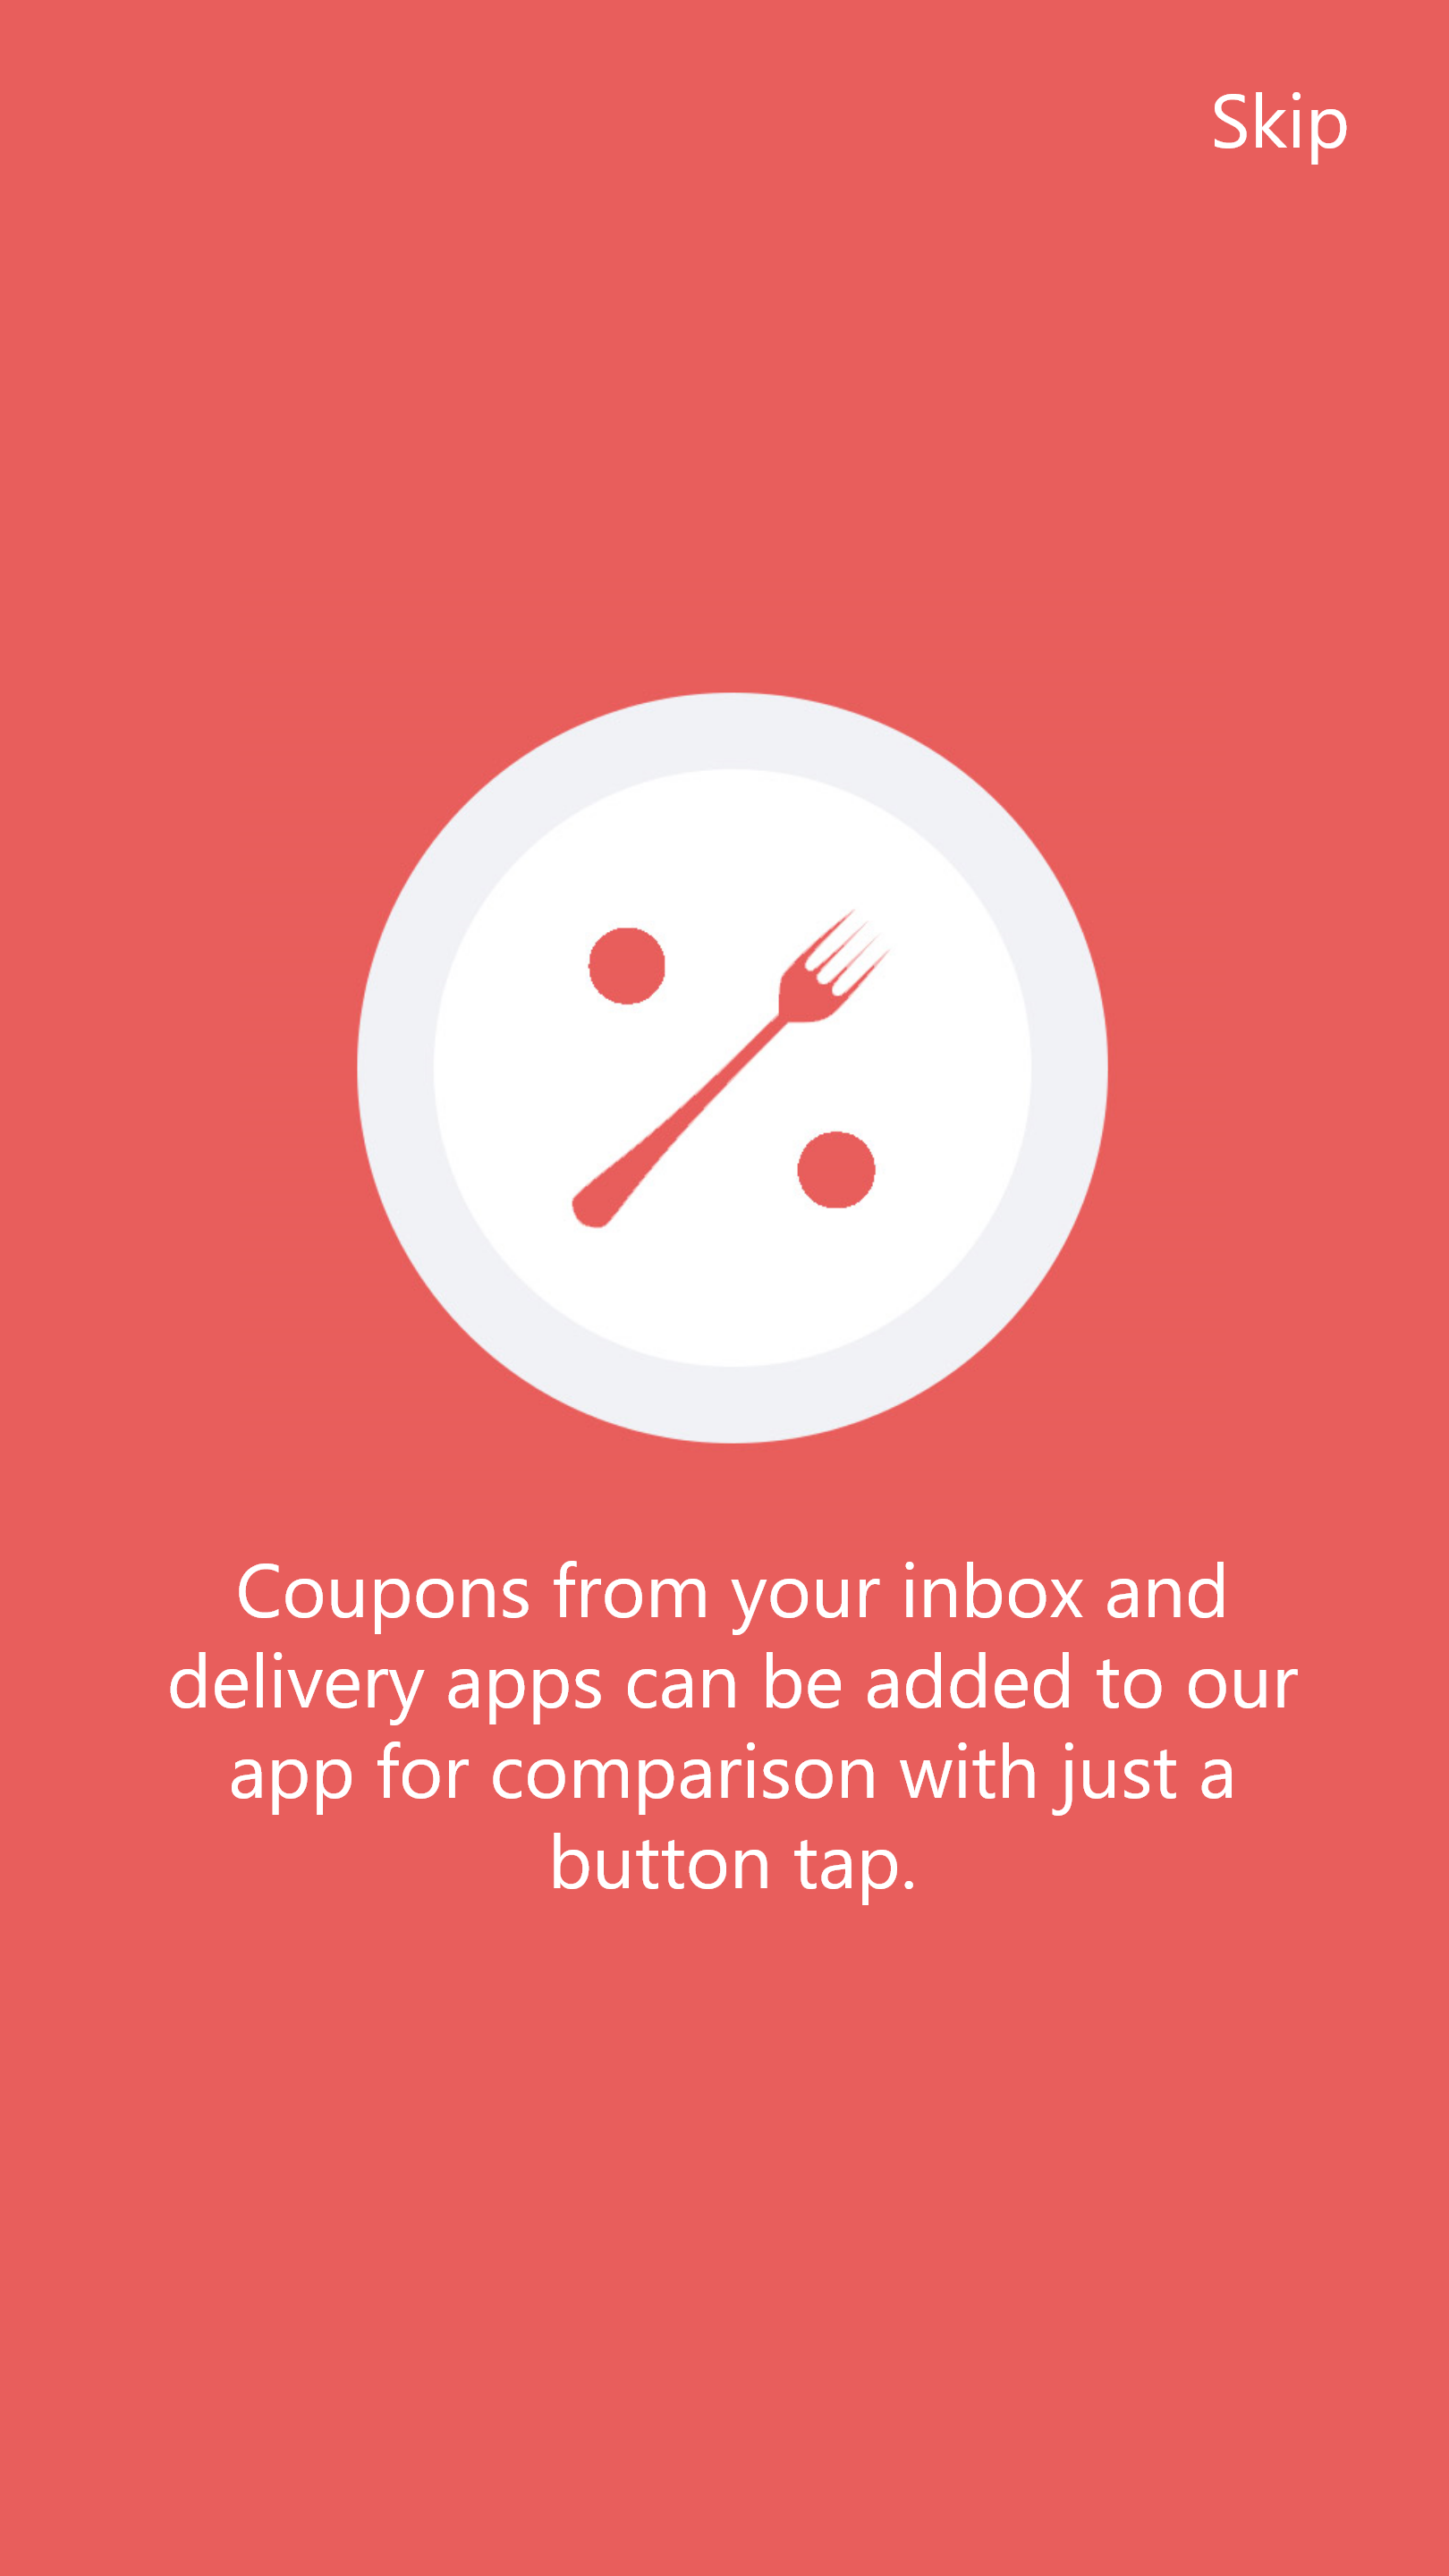 Skip
Coupons from your inbox and
delivery apps can be added to our
app for comparison with just a
button tap.